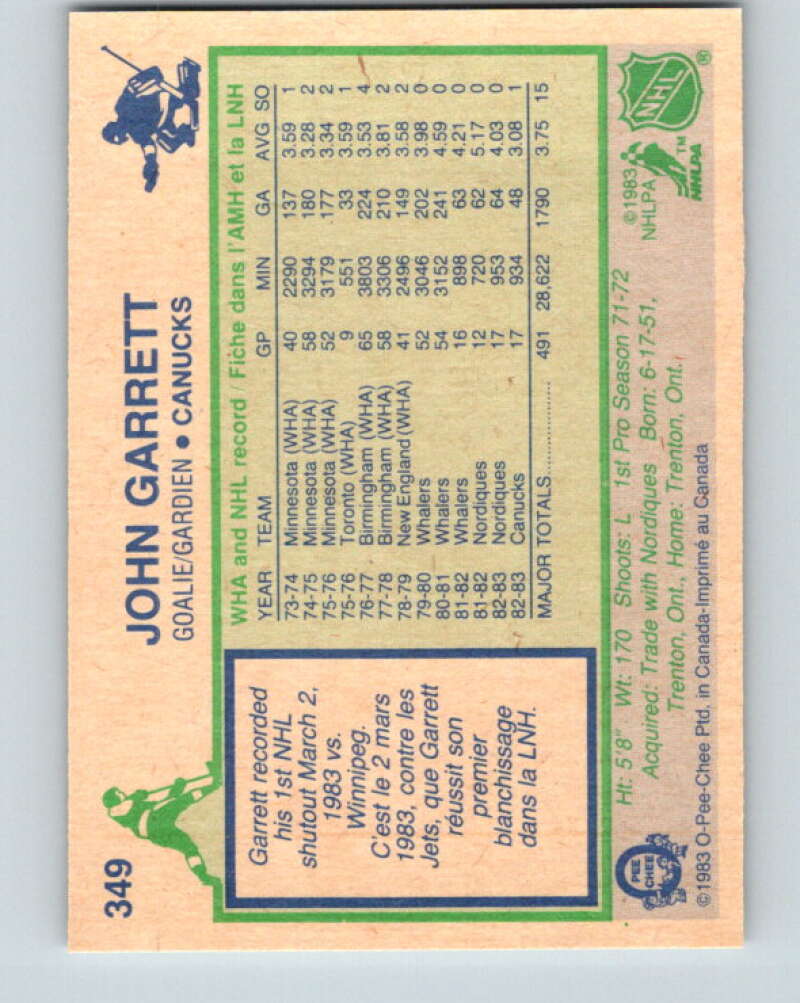 349
JOHN GARRETT
GOALIE/GARDIEN • CANUCKS
Garrett recorded
his 1st NHL
shutout March 2,
1983 vs.
Winnipeg.
C'est le 2 mars
1983, contre les
Jets, que Garrett
réussit son
premier
blanchissage
dans la LNH.
WHA and NHL record / Fiche dans l'AMH et la LNH
YEAR TEAM GP MIN GA AVG SO
73-74 Minnesota (WHA) 40 2290 137 3.59 1
74-75 Minnesota (WHA) 58 3294 180 3.28 2
75-76 Minnesota (WHA) 52 3179 177 3.34 2
75-76 Toronto (WHA) 9 551 33 3.59 1
76-77 Birmingham (WHA) 65 3803 224 3.53 4
77-78 Birmingham (WHA) 58 3306 210 3.81 2
78-79 New England (WHA) 41 2496 149 3.58 2
79-80 Whalers 52 3046 202 3.98 0
80-81 Whalers 54 3152 241 4.59 0
81-82 Whalers 16 898 63 4.21 0
81-82 Nordiques 12 720 62 5.17 0
82-83 Nordiques 17 953 64 4.03 0
82-83 Canucks 17 934 48 3.08 1
MAJOR TOTALS.................. 491 28,622 1790 3.75 15
Ht: 5'8" Wt: 170 Shoots: L 1st Pro Season 71-72
Acquired: Trade with Nordiques Born: 6-17-51,
Trenton, Ont., Home: Trenton, Ont.
©1983
NHLPA
NHL ®
NHLPA ™
O PEE CHEE
©1983 O-Pee-Chee Ptd. in Canada-Imprimé au Canada